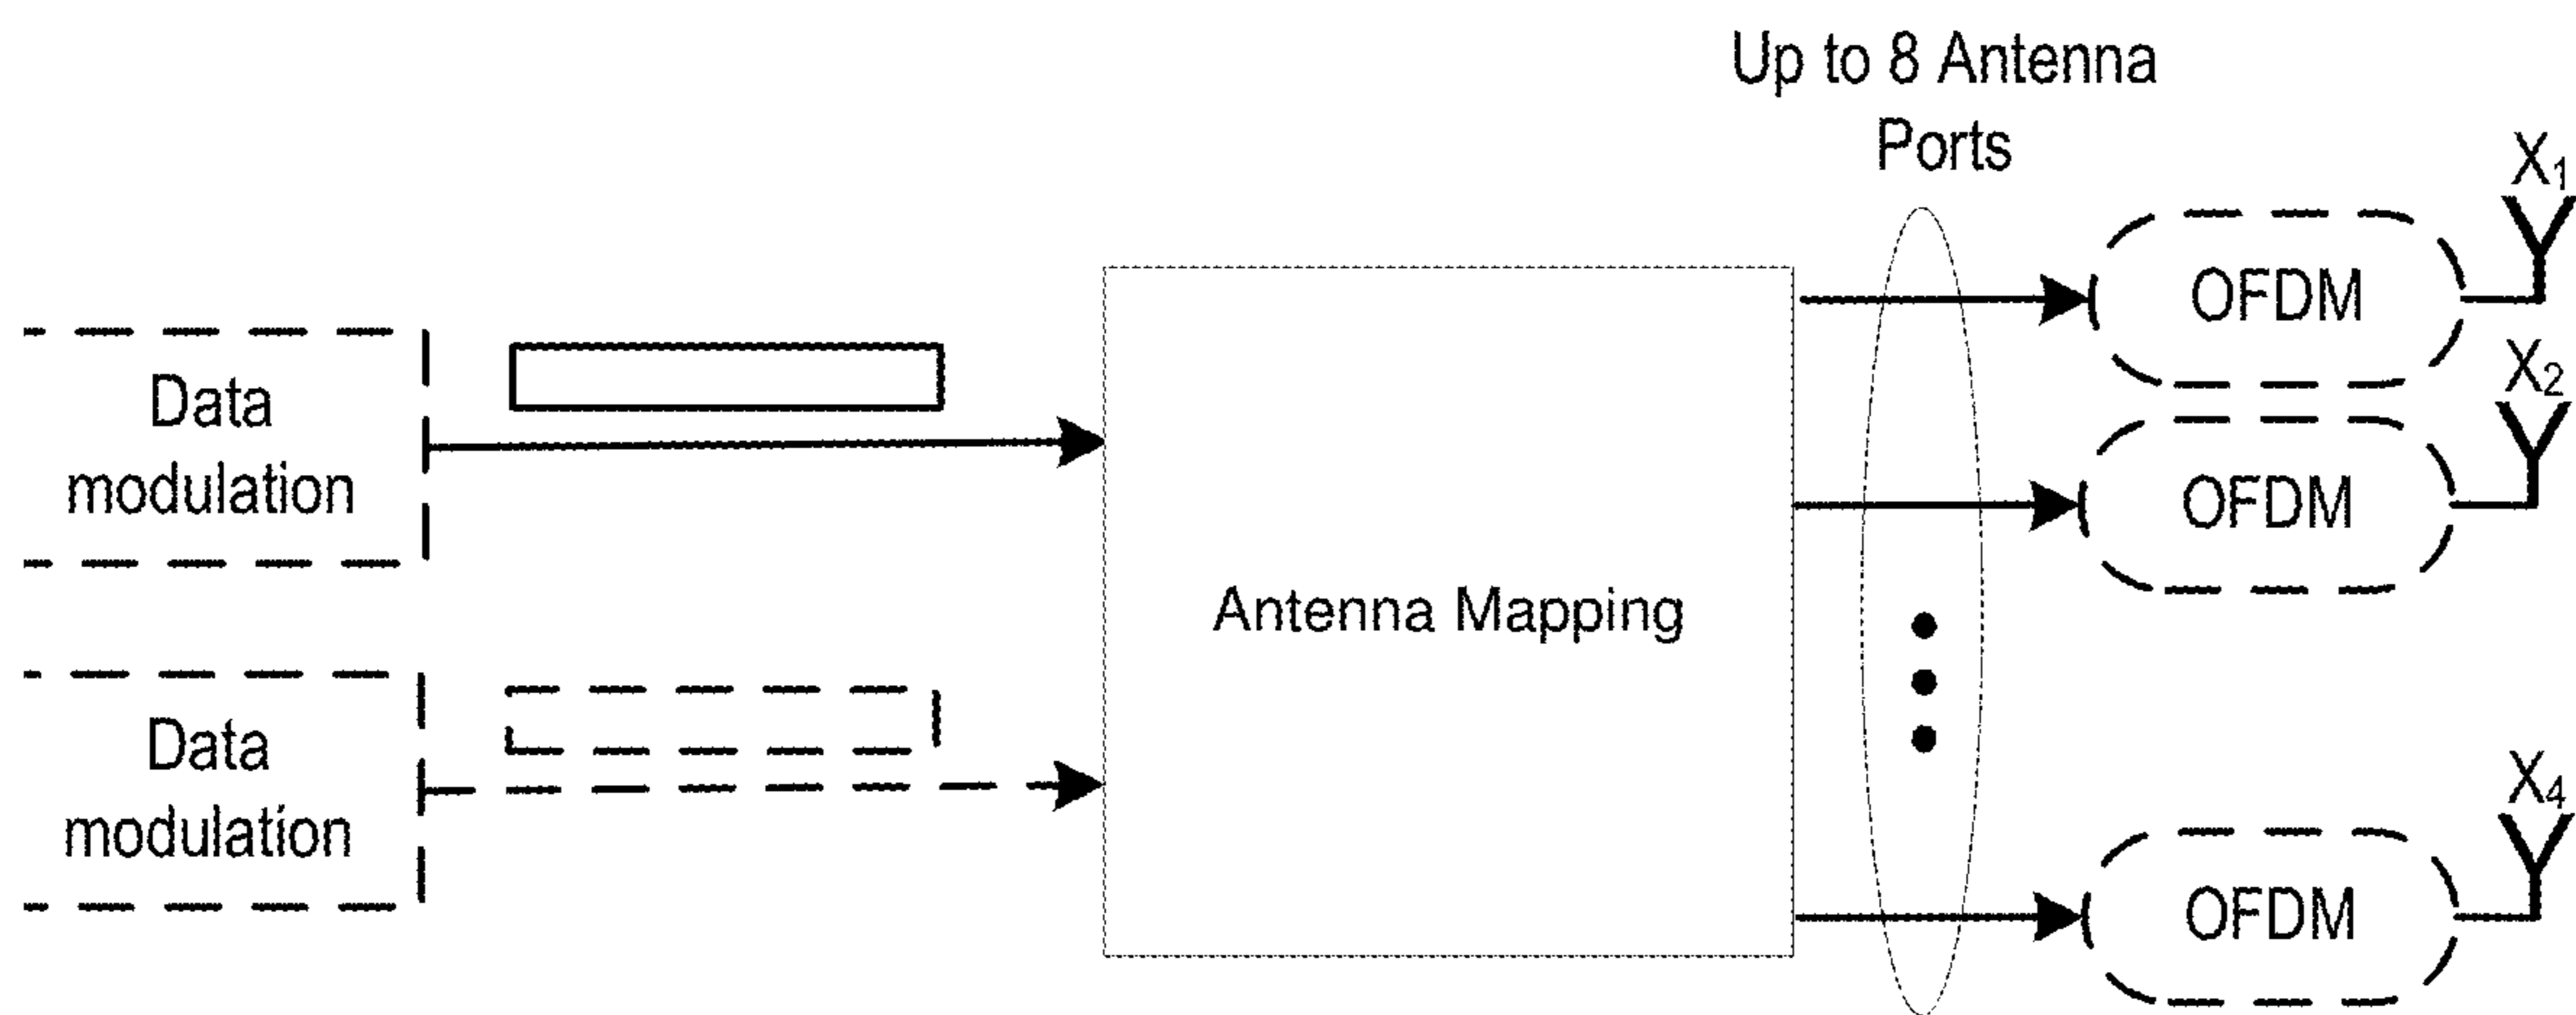 Up to 8 Antenna
Ports
X₁
OFDM
X₂
Data
modulation
OFDM
Antenna Mapping
Data
modulation
X₄
OFDM